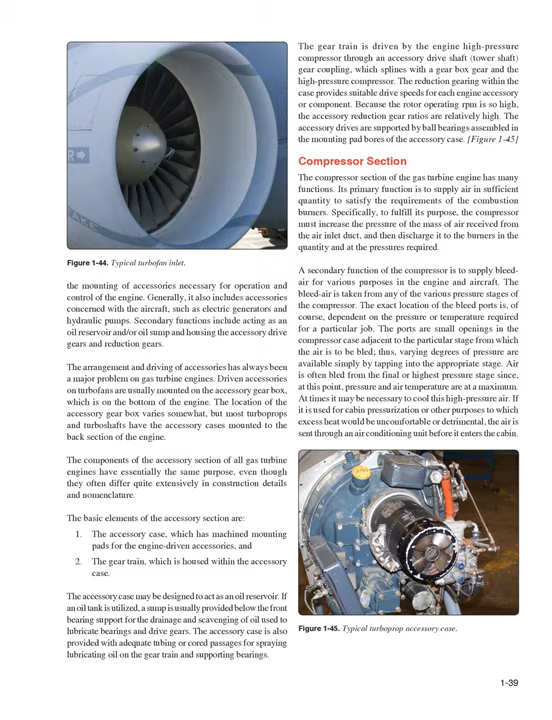 R
AKE
Figure 1-44. Typical turbofan inlet.
the mounting of accessories necessary for operation and
control of the engine. Generally, it also includes accessories
concerned with the aircraft, such as electric generators and
hydraulic pumps. Secondary functions include acting as an
oil reservoir and/or oil sump and housing the accessory drive
gears and reduction gears.
The arrangement and driving of accessories has always been
a major problem on gas turbine engines. Driven accessories
on turbofans are usually mounted on the accessory gear box,
which is on the bottom of the engine. The location of the
accessory gear box varies somewhat, but most turboprops
and turboshafts have the accessory cases mounted to the
back section of the engine.
The components of the accessory section of all gas turbine
engines have essentially the same purpose, even though
they often differ quite extensively in construction details
and nomenclature.
The basic elements of the accessory section are:
1. The accessory case, which has machined mounting
pads for the engine-driven accessories, and
2. The gear train, which is housed within the accessory
case.
The accessory case may be designed to act as an oil reservoir. If
an oil tank is utilized, a sump is usually provided below the front
bearing support for the drainage and scavenging of oil used to
lubricate bearings and drive gears. The accessory case is also
provided with adequate tubing or cored passages for spraying
lubricating oil on the gear train and supporting bearings.
The gear train is driven by the engine high-pressure
compressor through an accessory drive shaft (tower shaft)
gear coupling, which splines with a gear box gear and the
high-pressure compressor. The reduction gearing within the
case provides suitable drive speeds for each engine accessory
or component. Because the rotor operating rpm is so high,
the accessory reduction gear ratios are relatively high. The
accessory drives are supported by ball bearings assembled in
the mounting pad bores of the accessory case. [Figure 1-45]
Compressor Section
The compressor section of the gas turbine engine has many
functions. Its primary function is to supply air in sufficient
quantity to satisfy the requirements of the combustion
burners. Specifically, to fulfill its purpose, the compressor
must increase the pressure of the mass of air received from
the air inlet duct, and then discharge it to the burners in the
quantity and at the pressures required.
A secondary function of the compressor is to supply bleed-
air for various purposes in the engine and aircraft. The
bleed-air is taken from any of the various pressure stages of
the compressor. The exact location of the bleed ports is, of
course, dependent on the pressure or temperature required
for a particular job. The ports are small openings in the
compressor case adjacent to the particular stage from which
the air is to be bled; thus, varying degrees of pressure are
available simply by tapping into the appropriate stage. Air
is often bled from the final or highest pressure stage since,
at this point, pressure and air temperature are at a maximum.
At times it may be necessary to cool this high-pressure air. If
it is used for cabin pressurization or other purposes to which
excess heat would be uncomfortable or detrimental, the air is
sent through an air conditioning unit before it enters the cabin.
Figure 1-45. Typical turboprop accessory case.
1-39